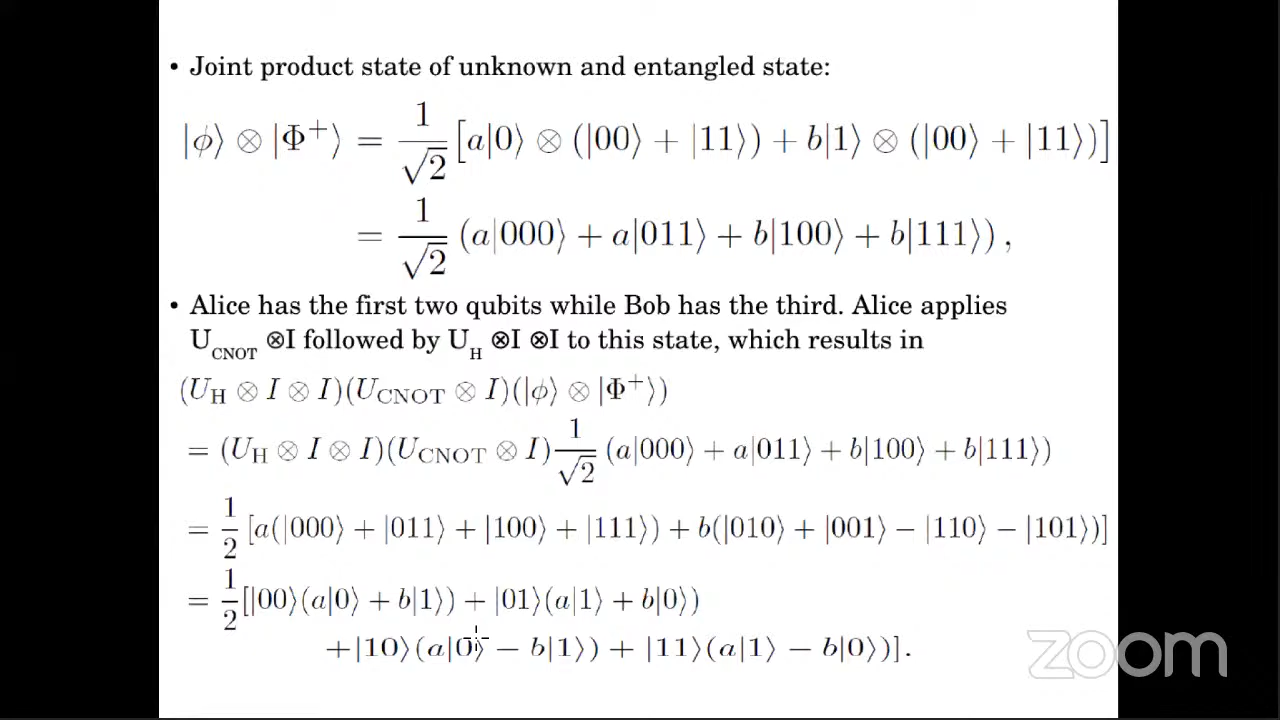 • Joint product state of unknown and entangled state:
|ϕ⟩ ⊗ |Φ⁺⟩ = 1/√2 [a|0⟩ ⊗ (|00⟩ + |11⟩) + b|1⟩ ⊗ (|00⟩ + |11⟩)]
= 1/√2 (a|000⟩ + a|011⟩ + b|100⟩ + b|111⟩),
• Alice has the first two qubits while Bob has the third. Alice applies
U_CNOT ⊗I followed by U_H ⊗I ⊗I to this state, which results in
(U_H ⊗ I ⊗ I)(U_CNOT ⊗ I)(|ϕ⟩ ⊗ |Φ⁺⟩)
= (U_H ⊗ I ⊗ I)(U_CNOT ⊗ I) 1/√2 (a|000⟩ + a|011⟩ + b|100⟩ + b|111⟩)
= 1/2 [a(|000⟩ + |011⟩ + |100⟩ + |111⟩) + b(|010⟩ + |001⟩ − |110⟩ − |101⟩)]
= 1/2 [|00⟩(a|0⟩ + b|1⟩) + |01⟩(a|1⟩ + b|0⟩)
+|10⟩(a|0⟩ − b|1⟩) + |11⟩(a|1⟩ − b|0⟩)].
zoom